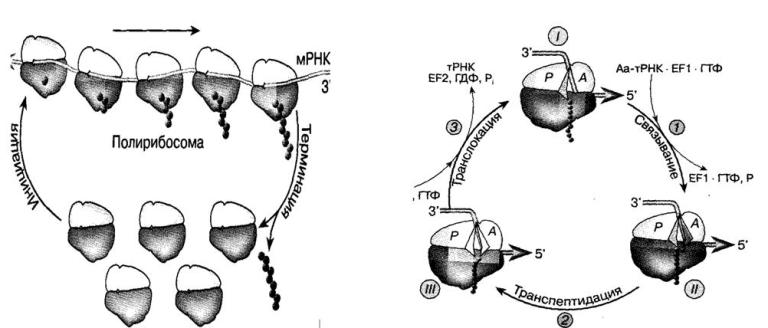 мРНК
3'
Полирибосома
Инициация
Терминация
I
тРНК
EF2, ГДФ, Pᵢ
Аа-тРНК · EF1 · ГТФ
P
A
5'
3
Транслокация
Связывание
1
, ГТФ
EF1 · ГТФ, P
3'
P
A
5'
III
3'
P
A
5'
II
Транспептидация
2